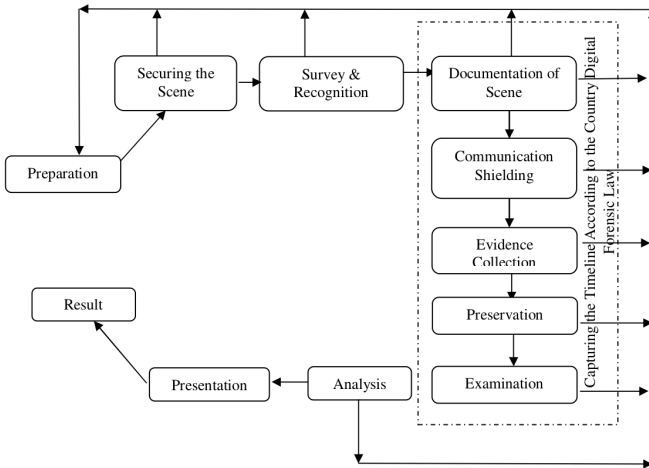 Securing the
Scene
Survey &
Recognition
Documentation of
Scene
Preparation
Communication
Shielding
Evidence
Collection
Preservation
Examination
Capturing the Timeline According to the Country Digital
Forensic Law
Result
Presentation
Analysis